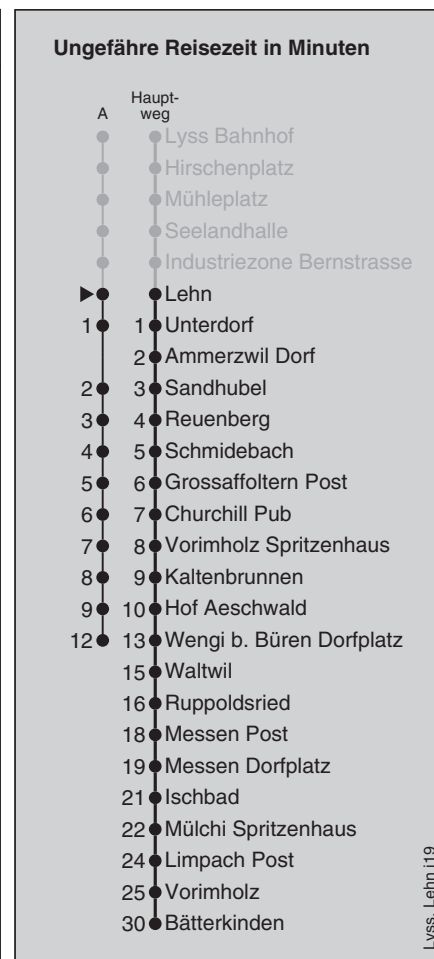 Ungefähre Reisezeit in Minuten
Haupt-
A weg
Lyss Bahnhof
Hirschenplatz
Mühleplatz
Seelandhalle
Industriezone Bernstrasse
Lehn
1 1 Unterdorf
2 Ammerzwil Dorf
2 3 Sandhubel
3 4 Reuenberg
4 5 Schmidebach
5 6 Grossaffoltern Post
6 7 Churchill Pub
7 8 Vorimholz Spritzenhaus
8 9 Kaltenbrunnen
9 10 Hof Aeschwald
12 13 Wengi b. Büren Dorfplatz
15 Waltwil
16 Ruppoldsried
18 Messen Post
19 Messen Dorfplatz
21 Ischbad
22 Mülchi Spritzenhaus
24 Limpach Post
25 Vorimholz
30 Bätterkinden
Lyss, Lehn j19